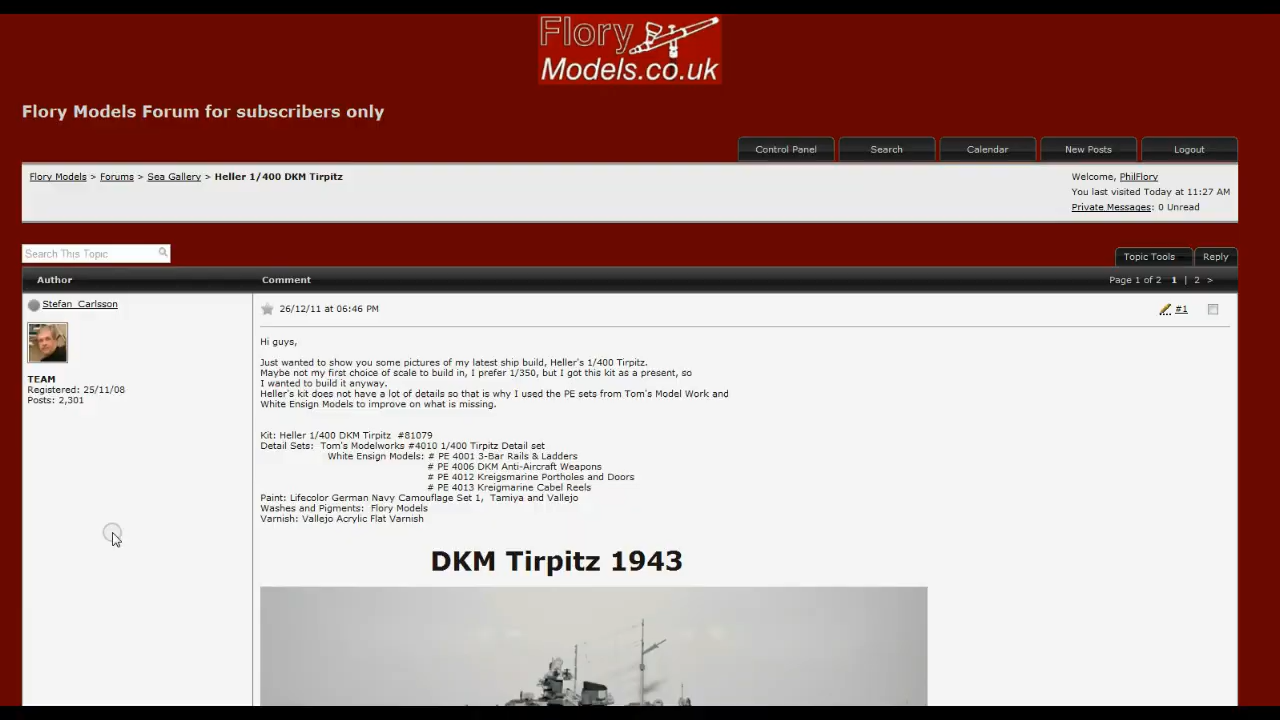 Flory
Models.co.uk
Flory Models Forum for subscribers only
Control Panel
Search
Calendar
New Posts
Logout
Flory Models > Forums > Sea Gallery > Heller 1/400 DKM Tirpitz
Welcome, PhilFlory
You last visited Today at 11:27 AM
Private Messages: 0 Unread
Search This Topic
Topic Tools
Reply
Author
Comment
Page 1 of 2 1 | 2 >
Stefan_Carlsson
26/12/11 at 06:46 PM
#1
TEAM
Registered: 25/11/08
Posts: 2,301
Hi guys,
Just wanted to show you some pictures of my latest ship build, Heller's 1/400 Tirpitz.
Maybe not my first choice of scale to build in, I prefer 1/350, but I got this kit as a present, so
I wanted to build it anyway.
Heller's kit does not have a lot of details so that is why I used the PE sets from Tom's Model Work and
White Ensign Models to improve on what is missing.
Kit: Heller 1/400 DKM Tirpitz #81079
Detail Sets: Tom's Modelworks #4010 1/400 Tirpitz Detail set
White Ensign Models: # PE 4001 3-Bar Rails & Ladders
# PE 4006 DKM Anti-Aircraft Weapons
# PE 4012 Kreigsmarine Portholes and Doors
# PE 4013 Kreigmarine Cabel Reels
Paint: Lifecolor German Navy Camouflage Set 1, Tamiya and Vallejo
Washes and Pigments: Flory Models
Varnish: Vallejo Acrylic Flat Varnish
DKM Tirpitz 1943